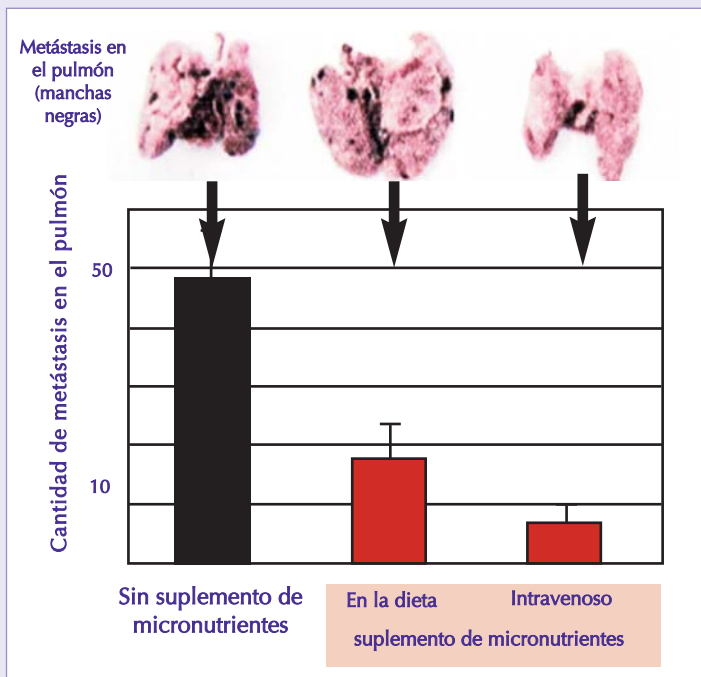 Metástasis en
el pulmón
(manchas
negras)
Cantidad de metástasis en el pulmón
50
10
Sin suplemento de
micronutrientes
En la dieta
Intravenoso
suplemento de micronutrientes